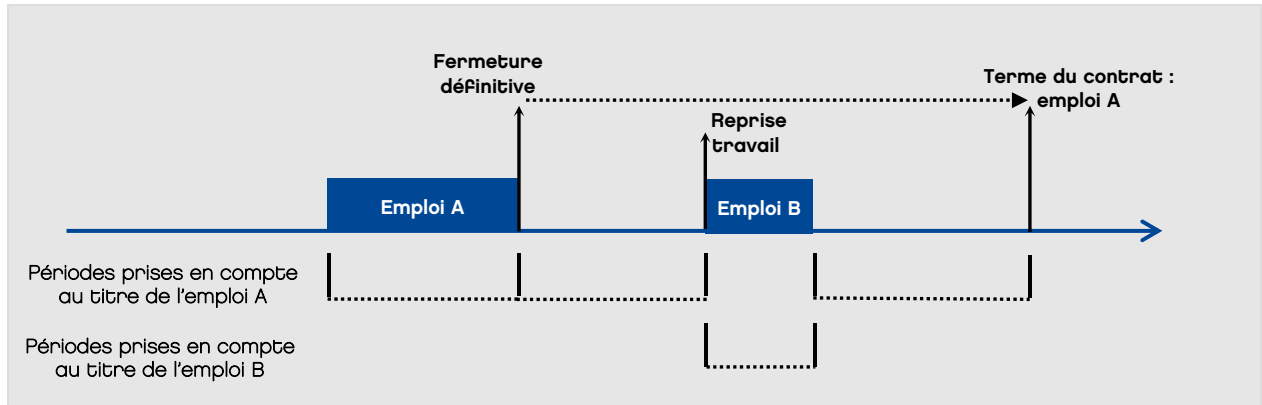 Fermeture
définitive
Terme du contrat :
emploi A
Reprise
travail
Emploi A
Emploi B
Périodes prises en compte
au titre de l'emploi A
Périodes prises en compte
au titre de l'emploi B